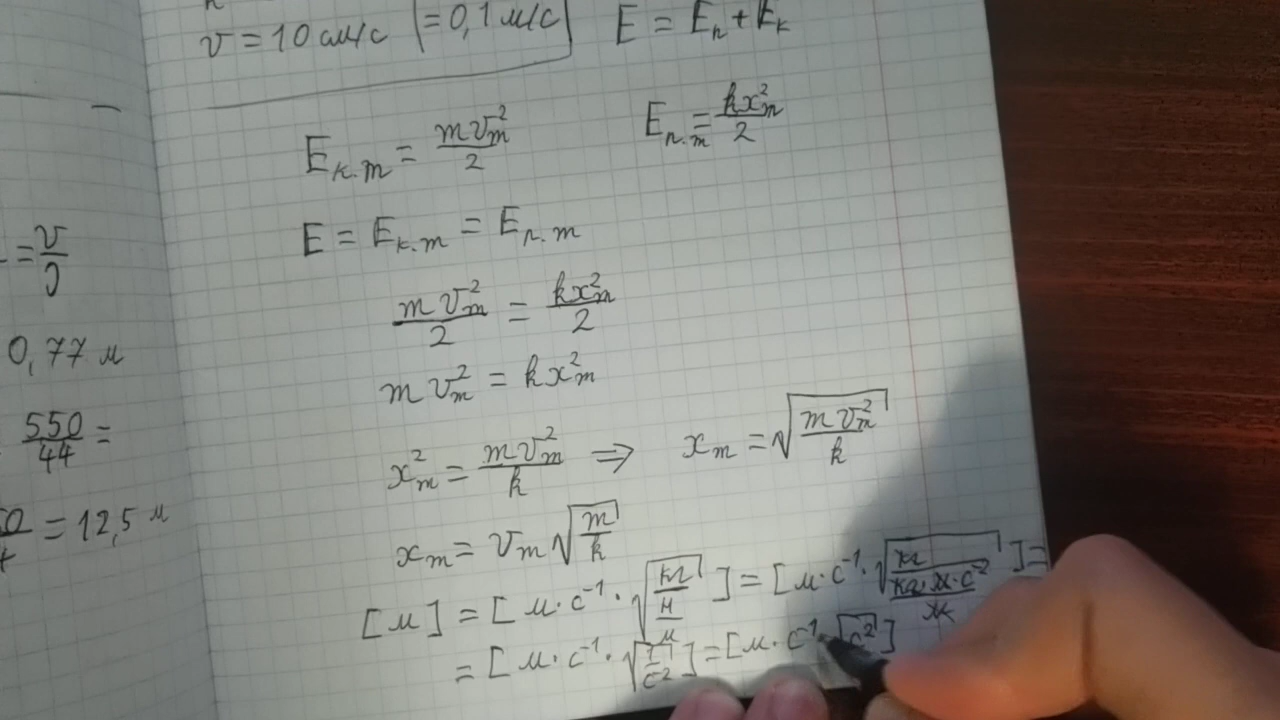 = v/λ
0,77 м
550/44 =
= 12,5 м
v = 10 см/с = 0,1 м/с E = Eп + Eк
Eк.m = mv²m/2 Eп.m = kx²m/2
E = Eк.m = Eп.m
mv²m/2 = kx²m/2
mv²m = kx²m
x²m = mv²m/k ⇒ xm = √(mv²m/k)
xm = vm√(m/k)
[м] = [м·с⁻¹·√(кг/(Н/м))] = [м·с⁻¹·√(кг/(кг·м·с⁻²/м))] =
= [м·с⁻¹·√(1/с⁻²)] = [м·с⁻¹·√с²]